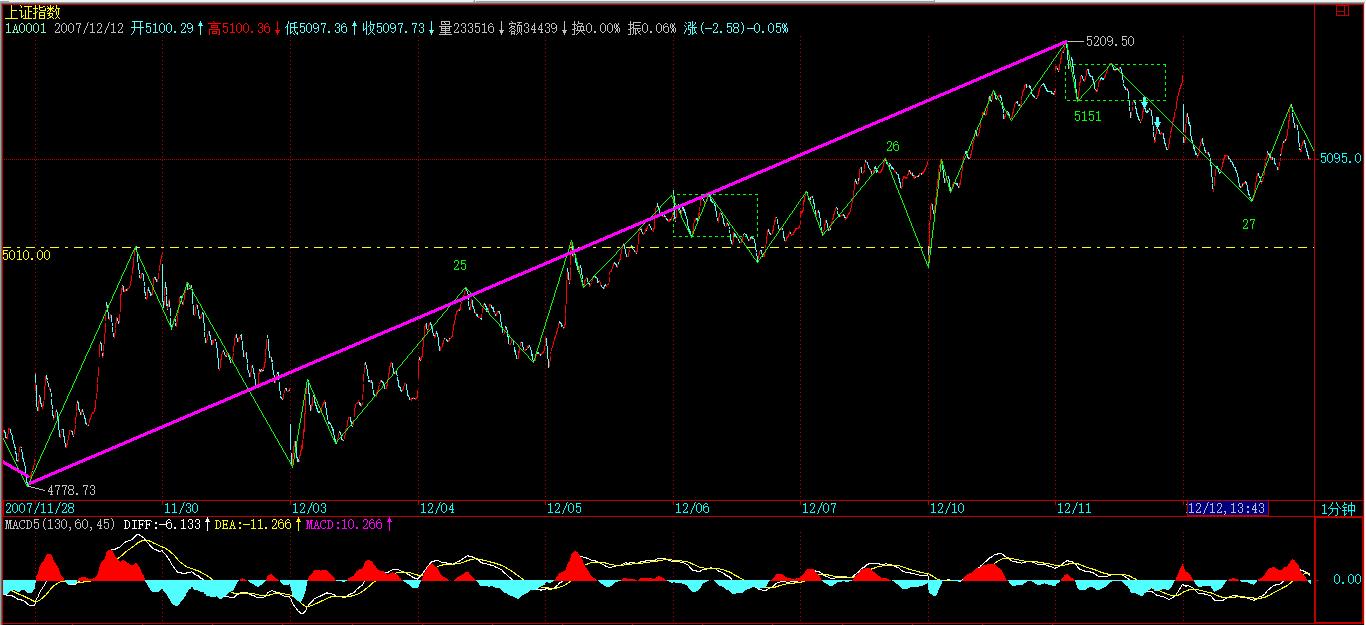 上证指数
1A0001 2007/12/12 开5100.29↑高5100.36↓低5097.36↑收5097.73↓量233516↓额34439↓换0.00% 振0.06% 涨(-2.58)-0.05%
5209.50
5151
26
5095.0
27
5010.00
25
4778.73
2007/11/28 11/30 12/03 12/04 12/05 12/06 12/07 12/10 12/11 12/12,13:43 1分钟
MACD5(130,60,45) DIFF:-6.133↑DEA:-11.266↑MACD:10.266↑
0.00